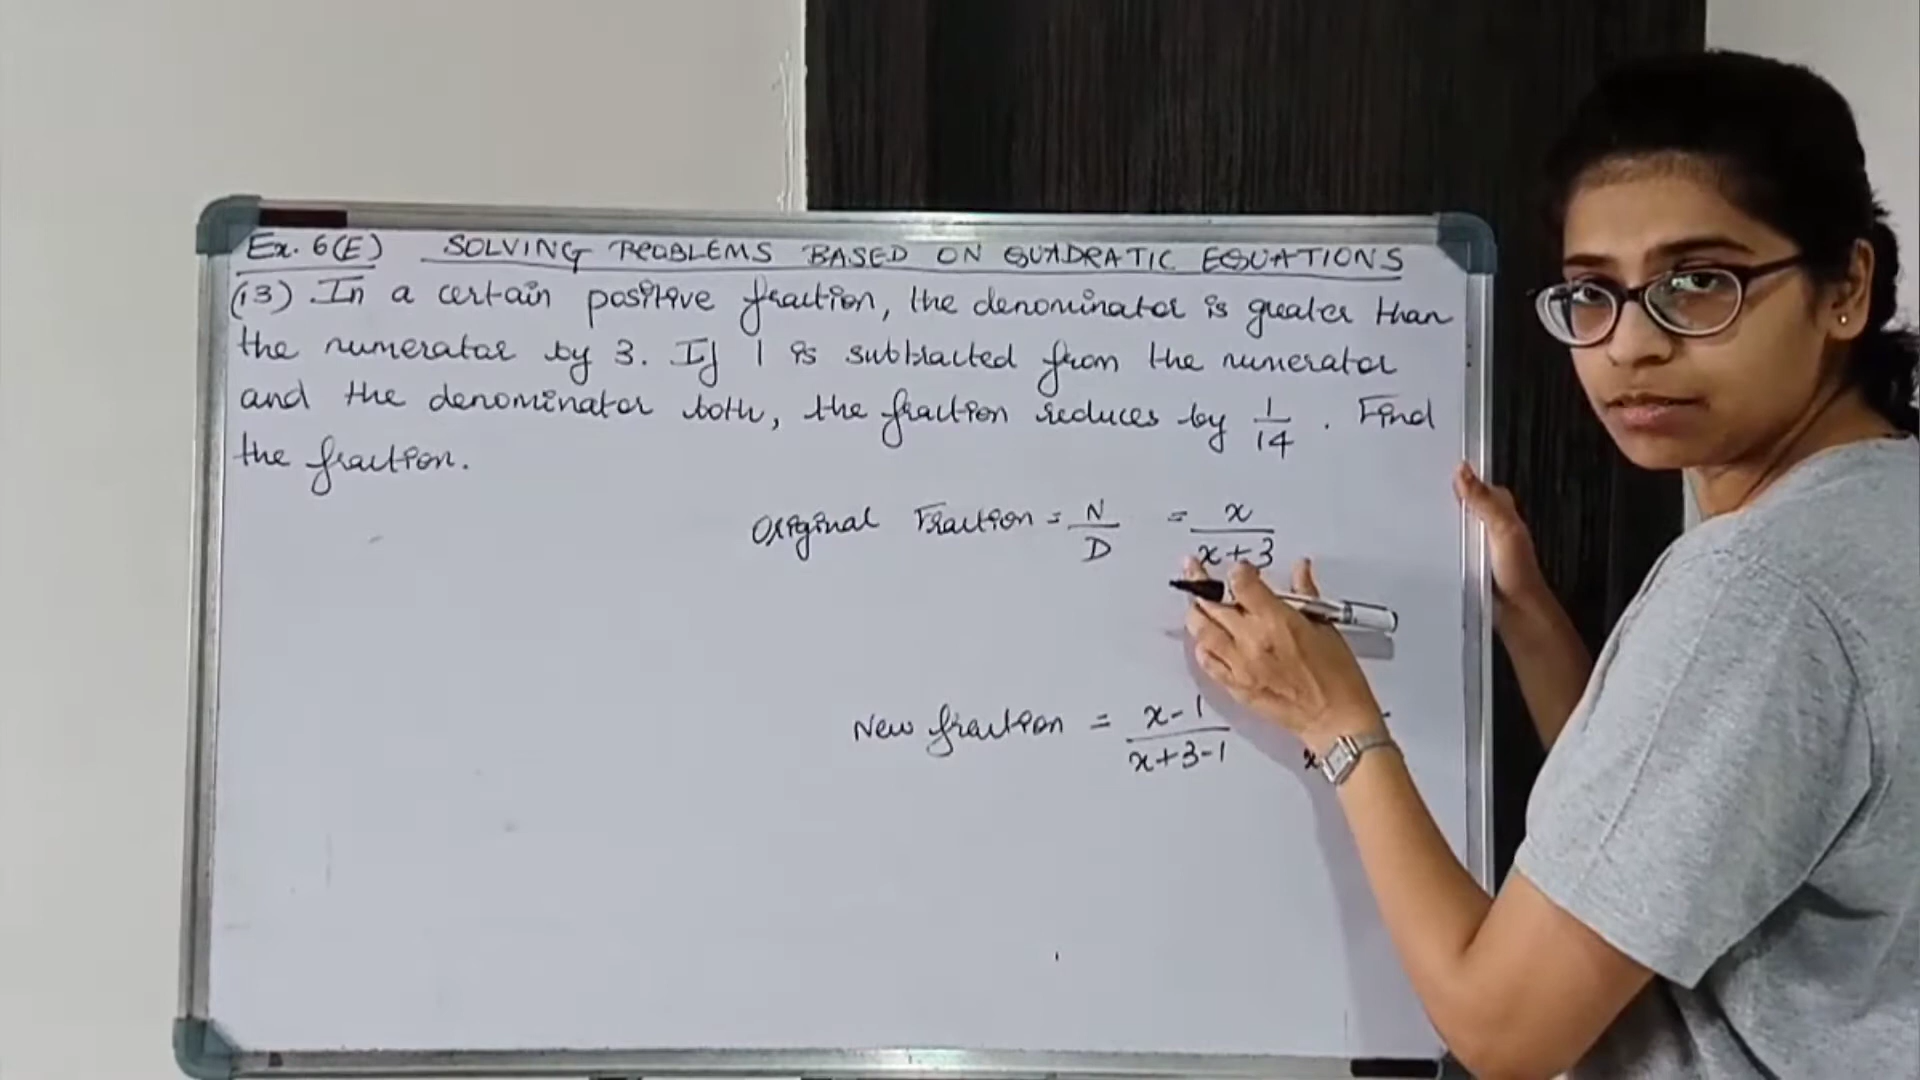 Ex. 6(E) SOLVING PROBLEMS BASED ON QUADRATIC EQUATIONS
(13). In a certain positive fraction, the denominator is greater than
the numerator by 3. If 1 is subtracted from the numerator
and the denominator both, the fraction reduces by 1/14. Find
the fraction.
Original Fraction = N/D = x/x+3
New fraction = x-1/x+3-1 x